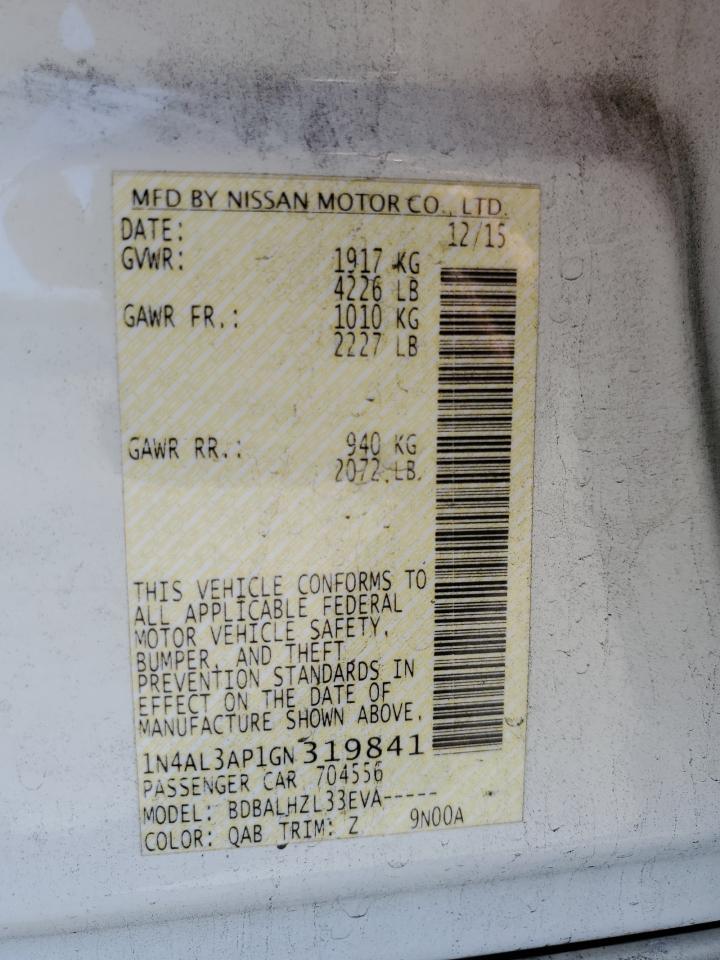 MFD BY NISSAN MOTOR CO., LTD.
DATE: 12/15
GVWR: 1917 KG
4226 LB
GAWR FR.: 1010 KG
2227 LB
GAWR RR.: 940 KG
2072 LB.
THIS VEHICLE CONFORMS TO
ALL APPLICABLE FEDERAL
MOTOR VEHICLE SAFETY,
BUMPER, AND THEFT
PREVENTION STANDARDS IN
EFFECT ON THE DATE OF
MANUFACTURE SHOWN ABOVE.
1N4AL3AP1GN319841
PASSENGER CAR 704556
MODEL: BDBALHZL33EVA-----
COLOR: QAB TRIM: Z 9N00A